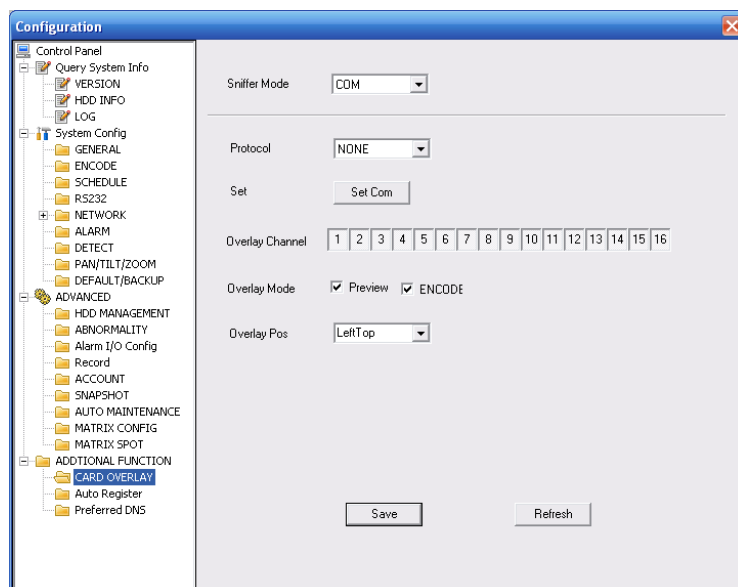 Configuration
Control Panel
Query System Info
VERSION
HDD INFO
LOG
System Config
GENERAL
ENCODE
SCHEDULE
RS232
NETWORK
ALARM
DETECT
PAN/TILT/ZOOM
DEFAULT/BACKUP
ADVANCED
HDD MANAGEMENT
ABNORMALITY
Alarm I/O Config
Record
ACCOUNT
SNAPSHOT
AUTO MAINTENANCE
MATRIX CONFIG
MATRIX SPOT
ADDTIONAL FUNCTION
CARD OVERLAY
Auto Register
Preferred DNS
Sniffer Mode COM
Protocol NONE
Set Set Com
Overlay Channel 1 2 3 4 5 6 7 8 9 10 11 12 13 14 15 16
Overlay Mode Preview ENCODE
Overlay Pos LeftTop
Save Refresh